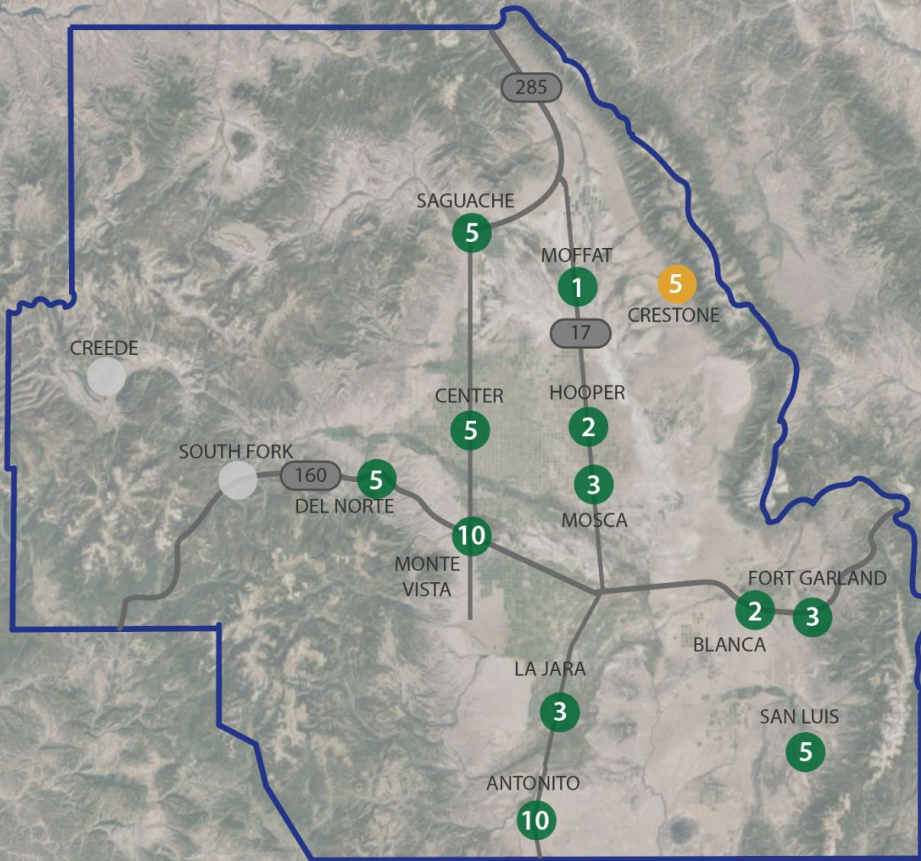 285
SAGUACHE
5
MOFFAT
1
5
CRESTONE
17
CREEDE
CENTER
5
HOOPER
2
SOUTH FORK
160
5
DEL NORTE
3
MOSCA
10
MONTE
VISTA
FORT GARLAND
2
3
BLANCA
LA JARA
3
SAN LUIS
5
ANTONITO
10